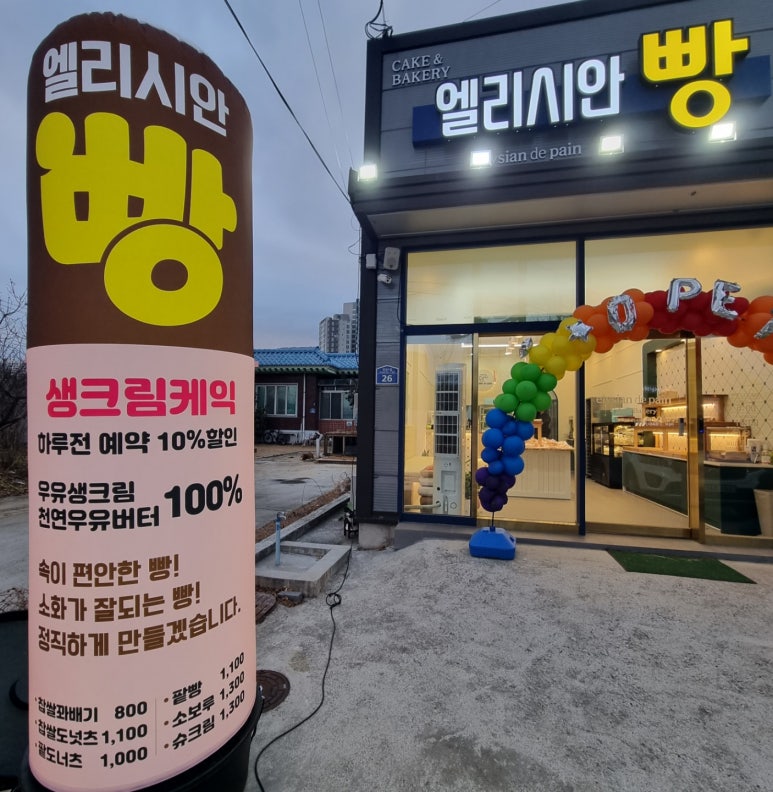 엘리시안
빵
생크림케익
하루전 예약 10%할인
우유생크림
천연우유버터 100%
속이 편안한 빵!
소화가 잘되는 빵!
정직하게 만들겠습니다.
·찹쌀꽈배기 800
·찹쌀도넛츠 1,100
·팥도너츠 1,000
·팥빵 1,100
·소보루 1,300
·슈크림 1,300
CAKE &
BAKERY
엘리시안 빵
sian de pain
OPE
26
elysian de pain